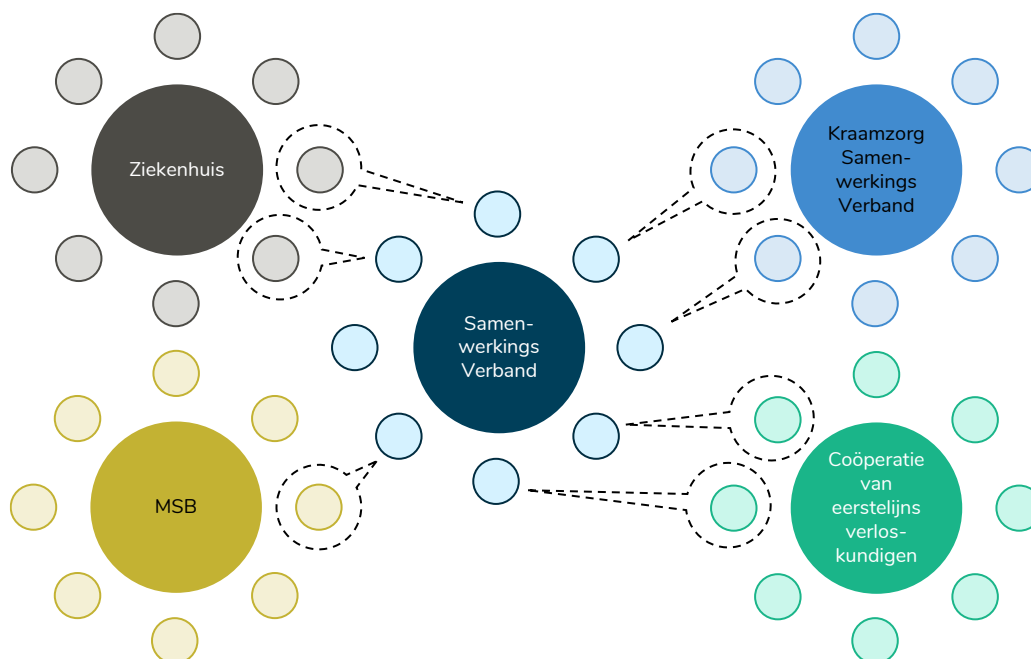 Ziekenhuis
Kraamzorg
Samen-
werkings
Verband
Samen-
werkings
Verband
MSB
Coöperatie
van
eerstelijns
verlos-
kundigen